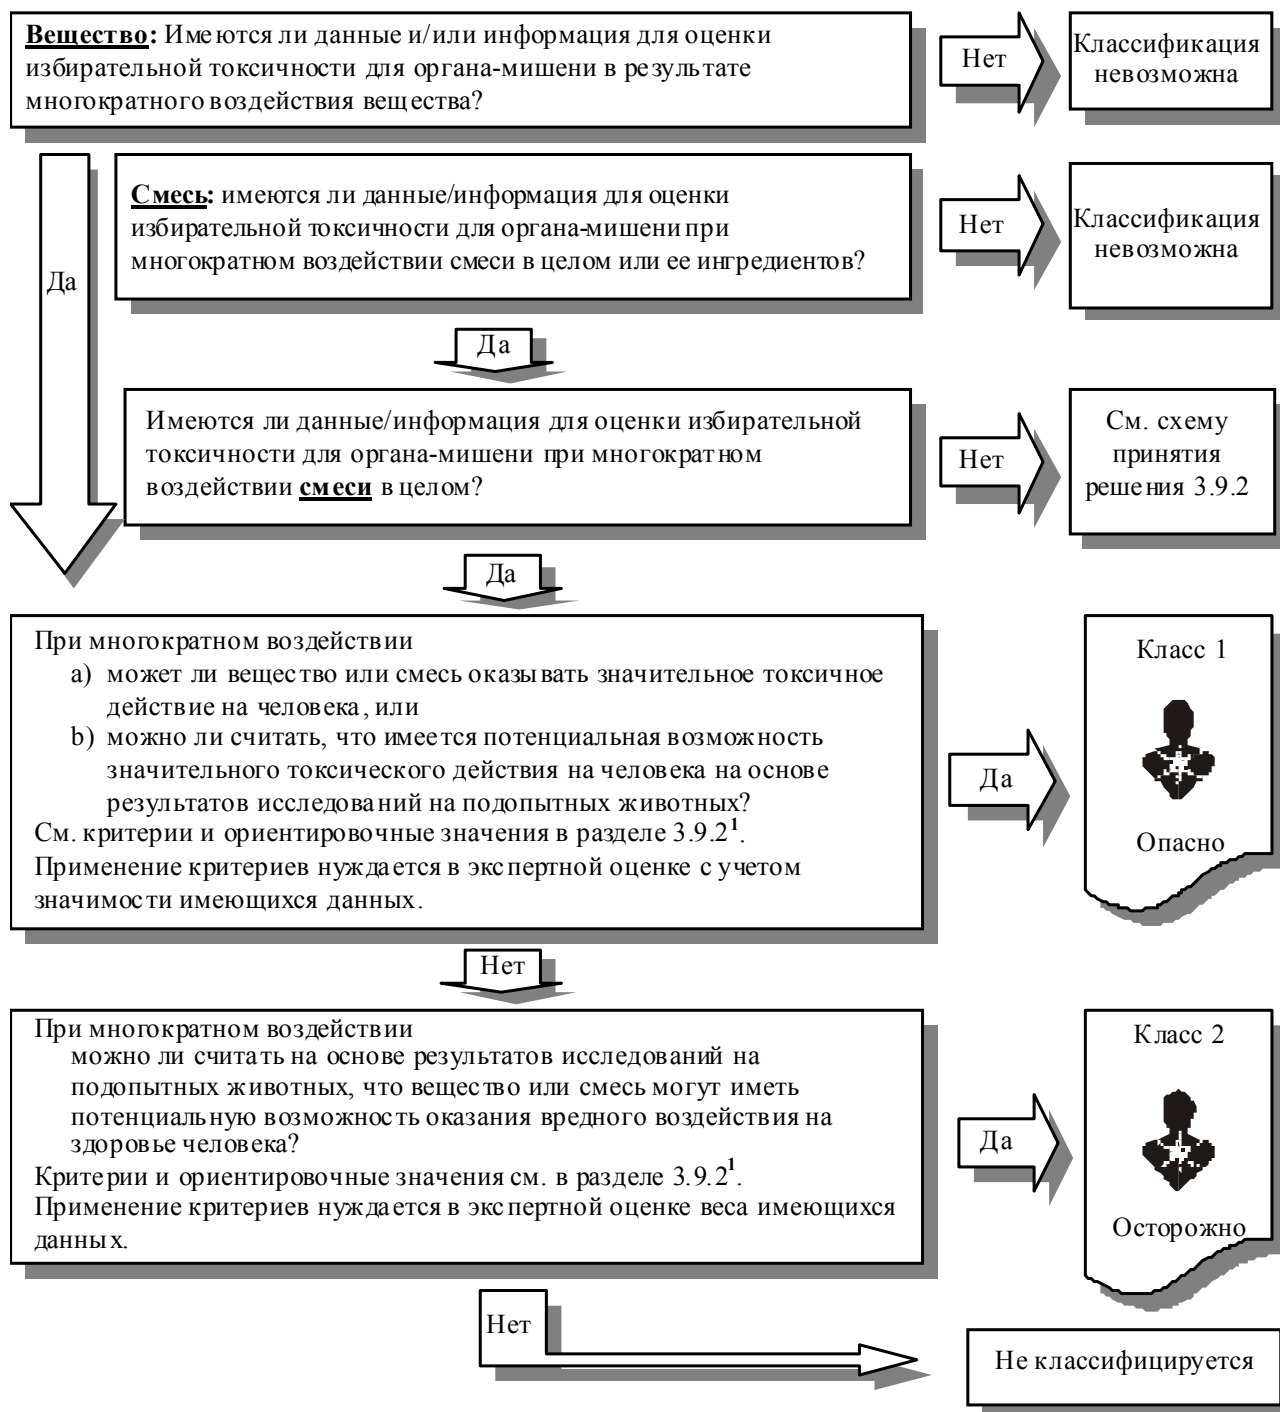 Вещество: Имеются ли данные и/или информация для оценки
избирательной токсичности для органа-мишени в результате
многократного воздействия вещества?
Нет
Классификация
невозможна
Смесь: имеются ли данные/информация для оценки
избирательной токсичности для органа-мишени при
многократном воздействии смеси в целом или ее ингредиентов?
Нет
Классификация
невозможна
Да
Да
Имеются ли данные/информация для оценки избирательной
токсичности для органа-мишени при многократном
воздействии смеси в целом?
Нет
См. схему
принятия
решения 3.9.2
Да
При многократном воздействии
a) может ли вещество или смесь оказывать значительное токсичное
действие на человека, или
b) можно ли считать, что имеется потенциальная возможность
значительного токсического действия на человека на основе
результатов исследований на подопытных животных?
См. критерии и ориентировочные значения в разделе 3.9.2¹.
Применение критериев нуждается в экспертной оценке с учетом
значимости имеющихся данных.
Да
Класс 1
Опасно
Нет
При многократном воздействии
можно ли считать на основе результатов исследований на
подопытных животных, что вещество или смесь могут иметь
потенциальную возможность оказания вредного воздействия на
здоровье человека?
Критерии и ориентировочные значения см. в разделе 3.9.2¹.
Применение критериев нуждается в экспертной оценке веса имеющихся
данных.
Да
Класс 2
Осторожно
Нет
Не классифицируется